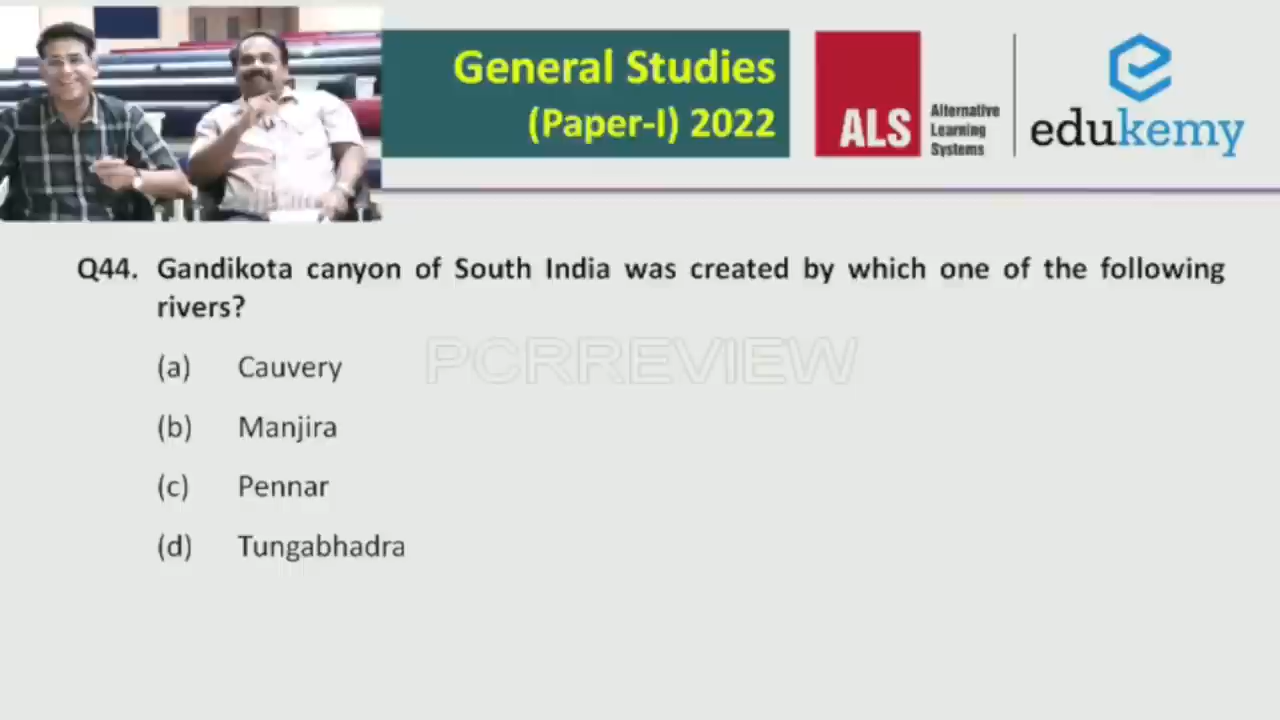 General Studies
(Paper-I) 2022
ALS
Alternative
Learning
Systems
edukemy
Q44. Gandikota canyon of South India was created by which one of the following
rivers?
PCRREVIEW
(a) Cauvery
(b) Manjira
(c) Pennar
(d) Tungabhadra